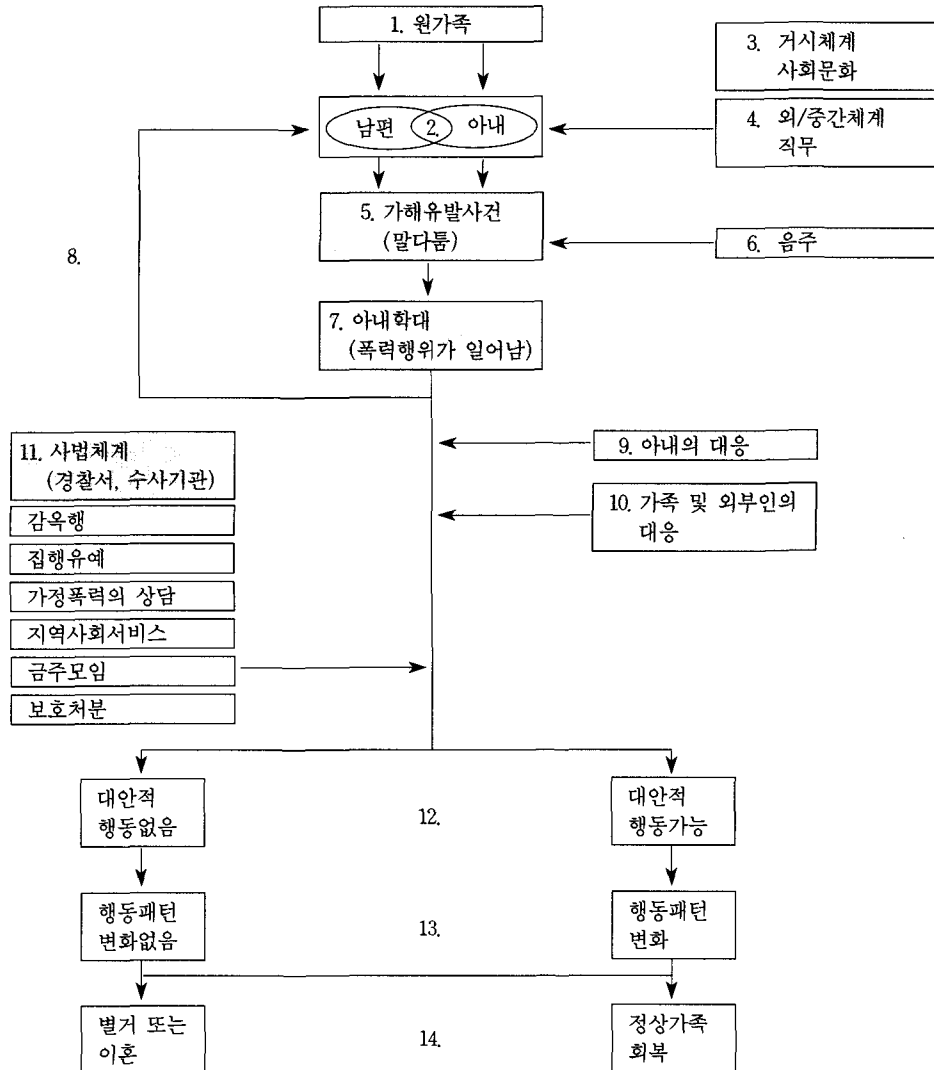 1. 원가족
3. 거시체계
사회문화
남편 2. 아내
4. 외/중간체계
직무
5. 가해유발사건
(말다툼)
6. 음주
8.
7. 아내학대
(폭력행위가 일어남)
11. 사법체계
(경찰서, 수사기관)
9. 아내의 대응
10. 가족 및 외부인의
대응
감옥행
집행유예
가정폭력의 상담
지역사회서비스
금주모임
보호처분
대안적
행동없음
12.
대안적
행동가능
행동패턴
변화없음
13.
행동패턴
변화
별거 또는
이혼
14.
정상가족
회복